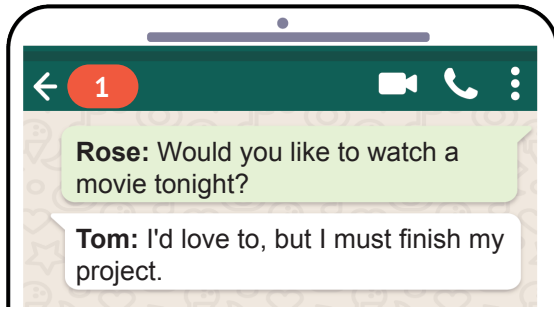 1
Rose: Would you like to watch a
movie tonight?
Tom: I'd love to, but I must finish my
project.